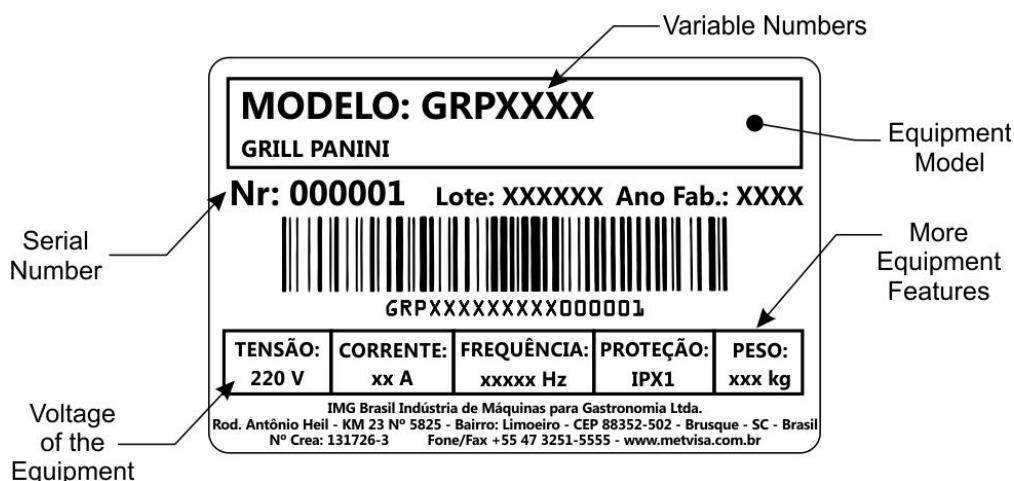 Variable Numbers
MODELO: GRPXXXX
GRILL PANINI
Equipment
Model
Nr: 000001 Lote: XXXXXX Ano Fab.: XXXX
Serial
Number
More
Equipment
Features
GRPXXXXXXXXX000001
TENSÃO: CORRENTE: FREQUÊNCIA: PROTEÇÃO: PESO:
220 V xx A xxxxx Hz IPX1 xxx kg
Voltage
of the
Equipment
IMG Brasil Indústria de Máquinas para Gastronomia Ltda.
Rod. Antônio Heil - KM 23 Nº 5825 - Bairro: Limoeiro - CEP 88352-502 - Brusque - SC - Brasil
Nº Crea: 131726-3 Fone/Fax +55 47 3251-5555 - www.metvisa.com.br